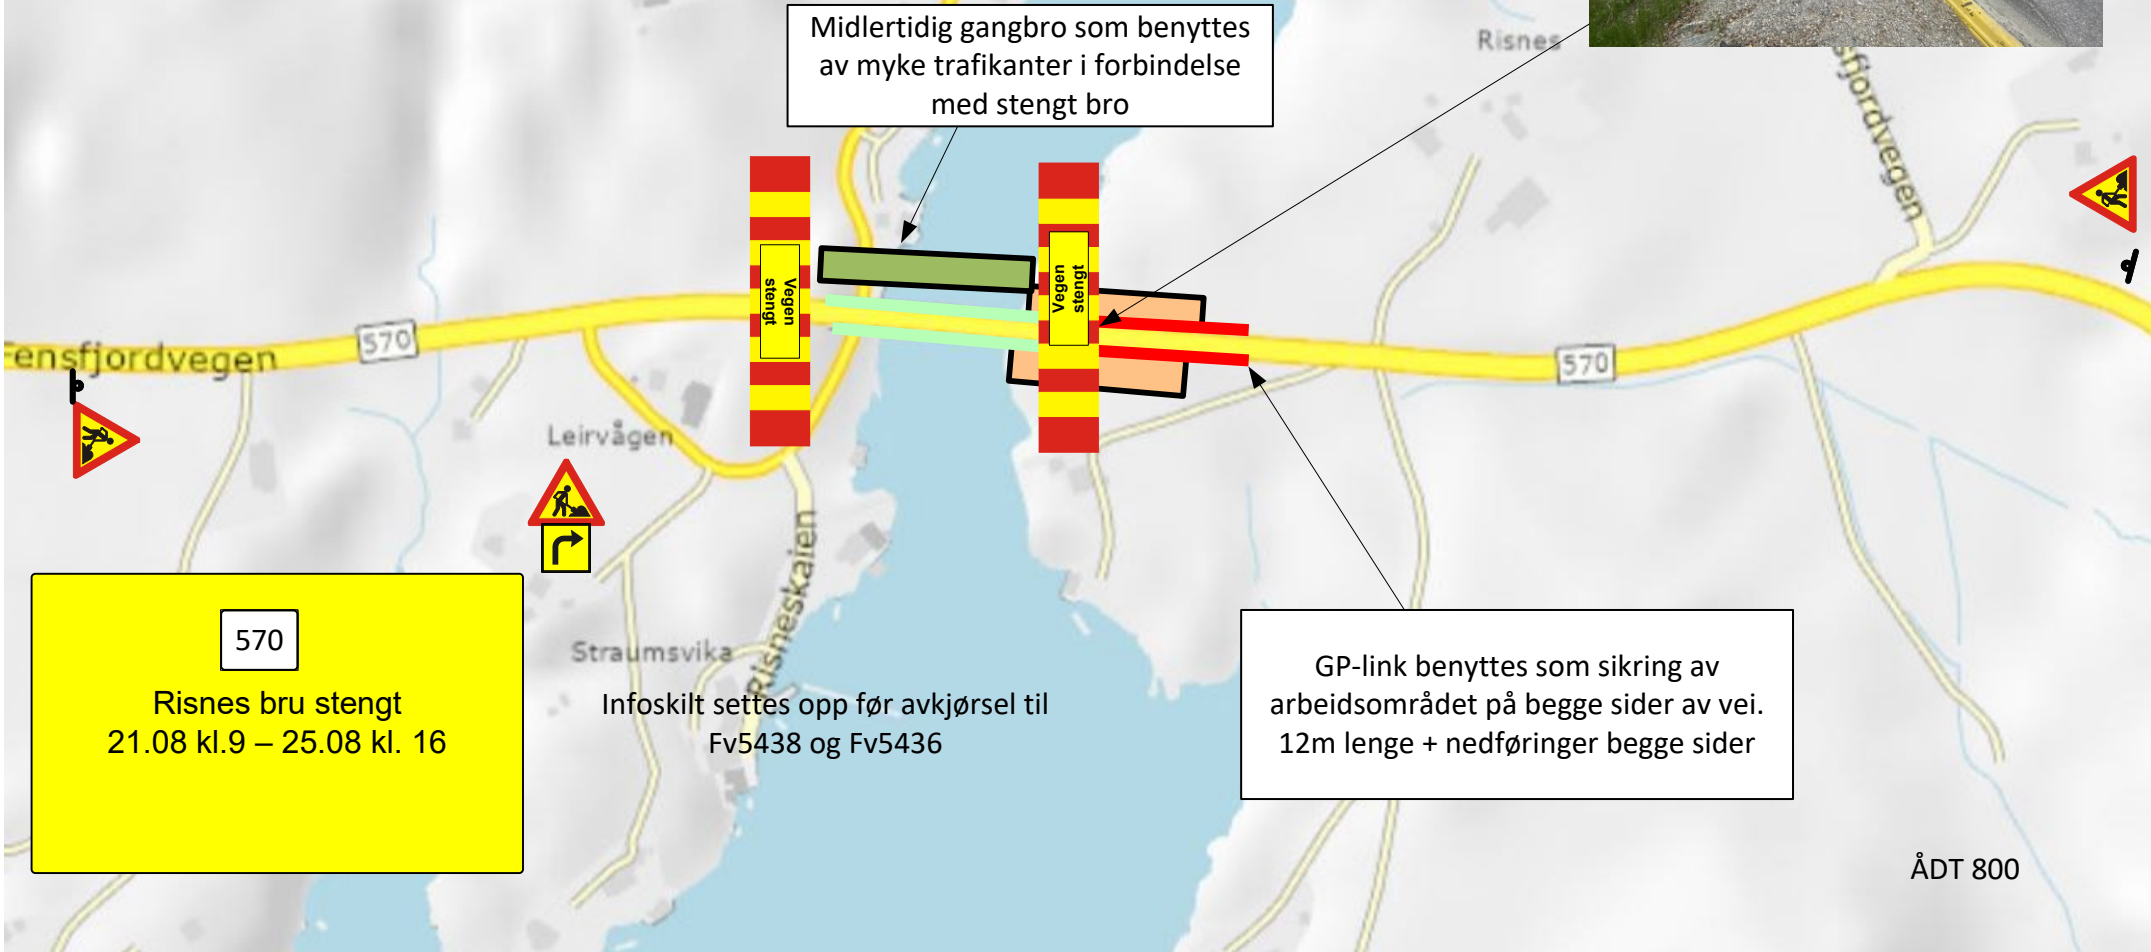 Midlertidig gangbro som benyttes
av myke trafikanter i forbindelse
med stengt bro
Risnes
sfjordvegen
Vegen
stengt
Vegen
stengt
570
ensfjordvegen
570
Leirvågen
Risneskaien
Straumsvika
570
Risnes bru stengt
21.08 kl.9 – 25.08 kl. 16
Infoskilt settes opp før avkjørsel til
Fv5438 og Fv5436
GP-link benyttes som sikring av
arbeidsområdet på begge sider av vei.
12m lenge + nedføringer begge sider
ÅDT 800